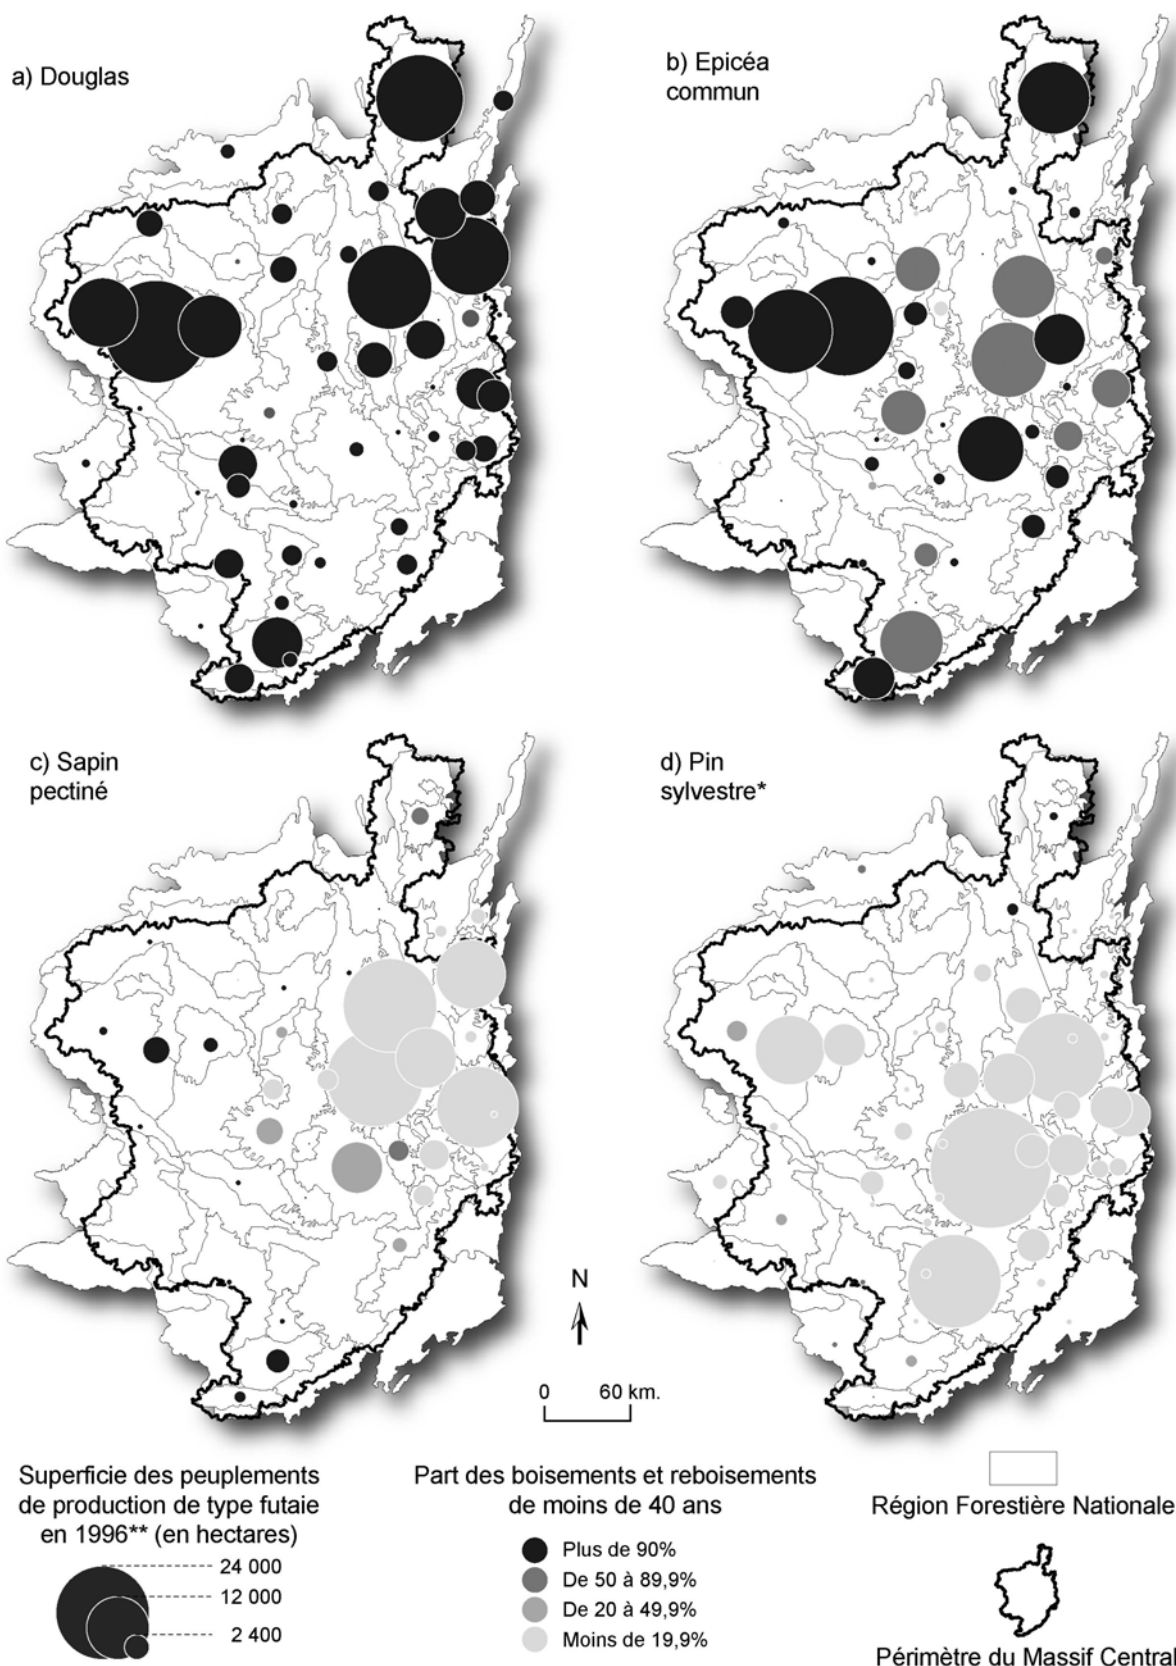 a) Douglas
b) Epicéa
commun
c) Sapin
pectiné
d) Pin
sylvestre*
N
0 60 km.
Superficie des peuplements
de production de type futaie
en 1996** (en hectares)
24 000
12 000
2 400
Part des boisements et reboisements
de moins de 40 ans
Plus de 90%
De 50 à 89,9%
De 20 à 49,9%
Moins de 19,9%
Région Forestière Nationale
Périmètre du Massif Central